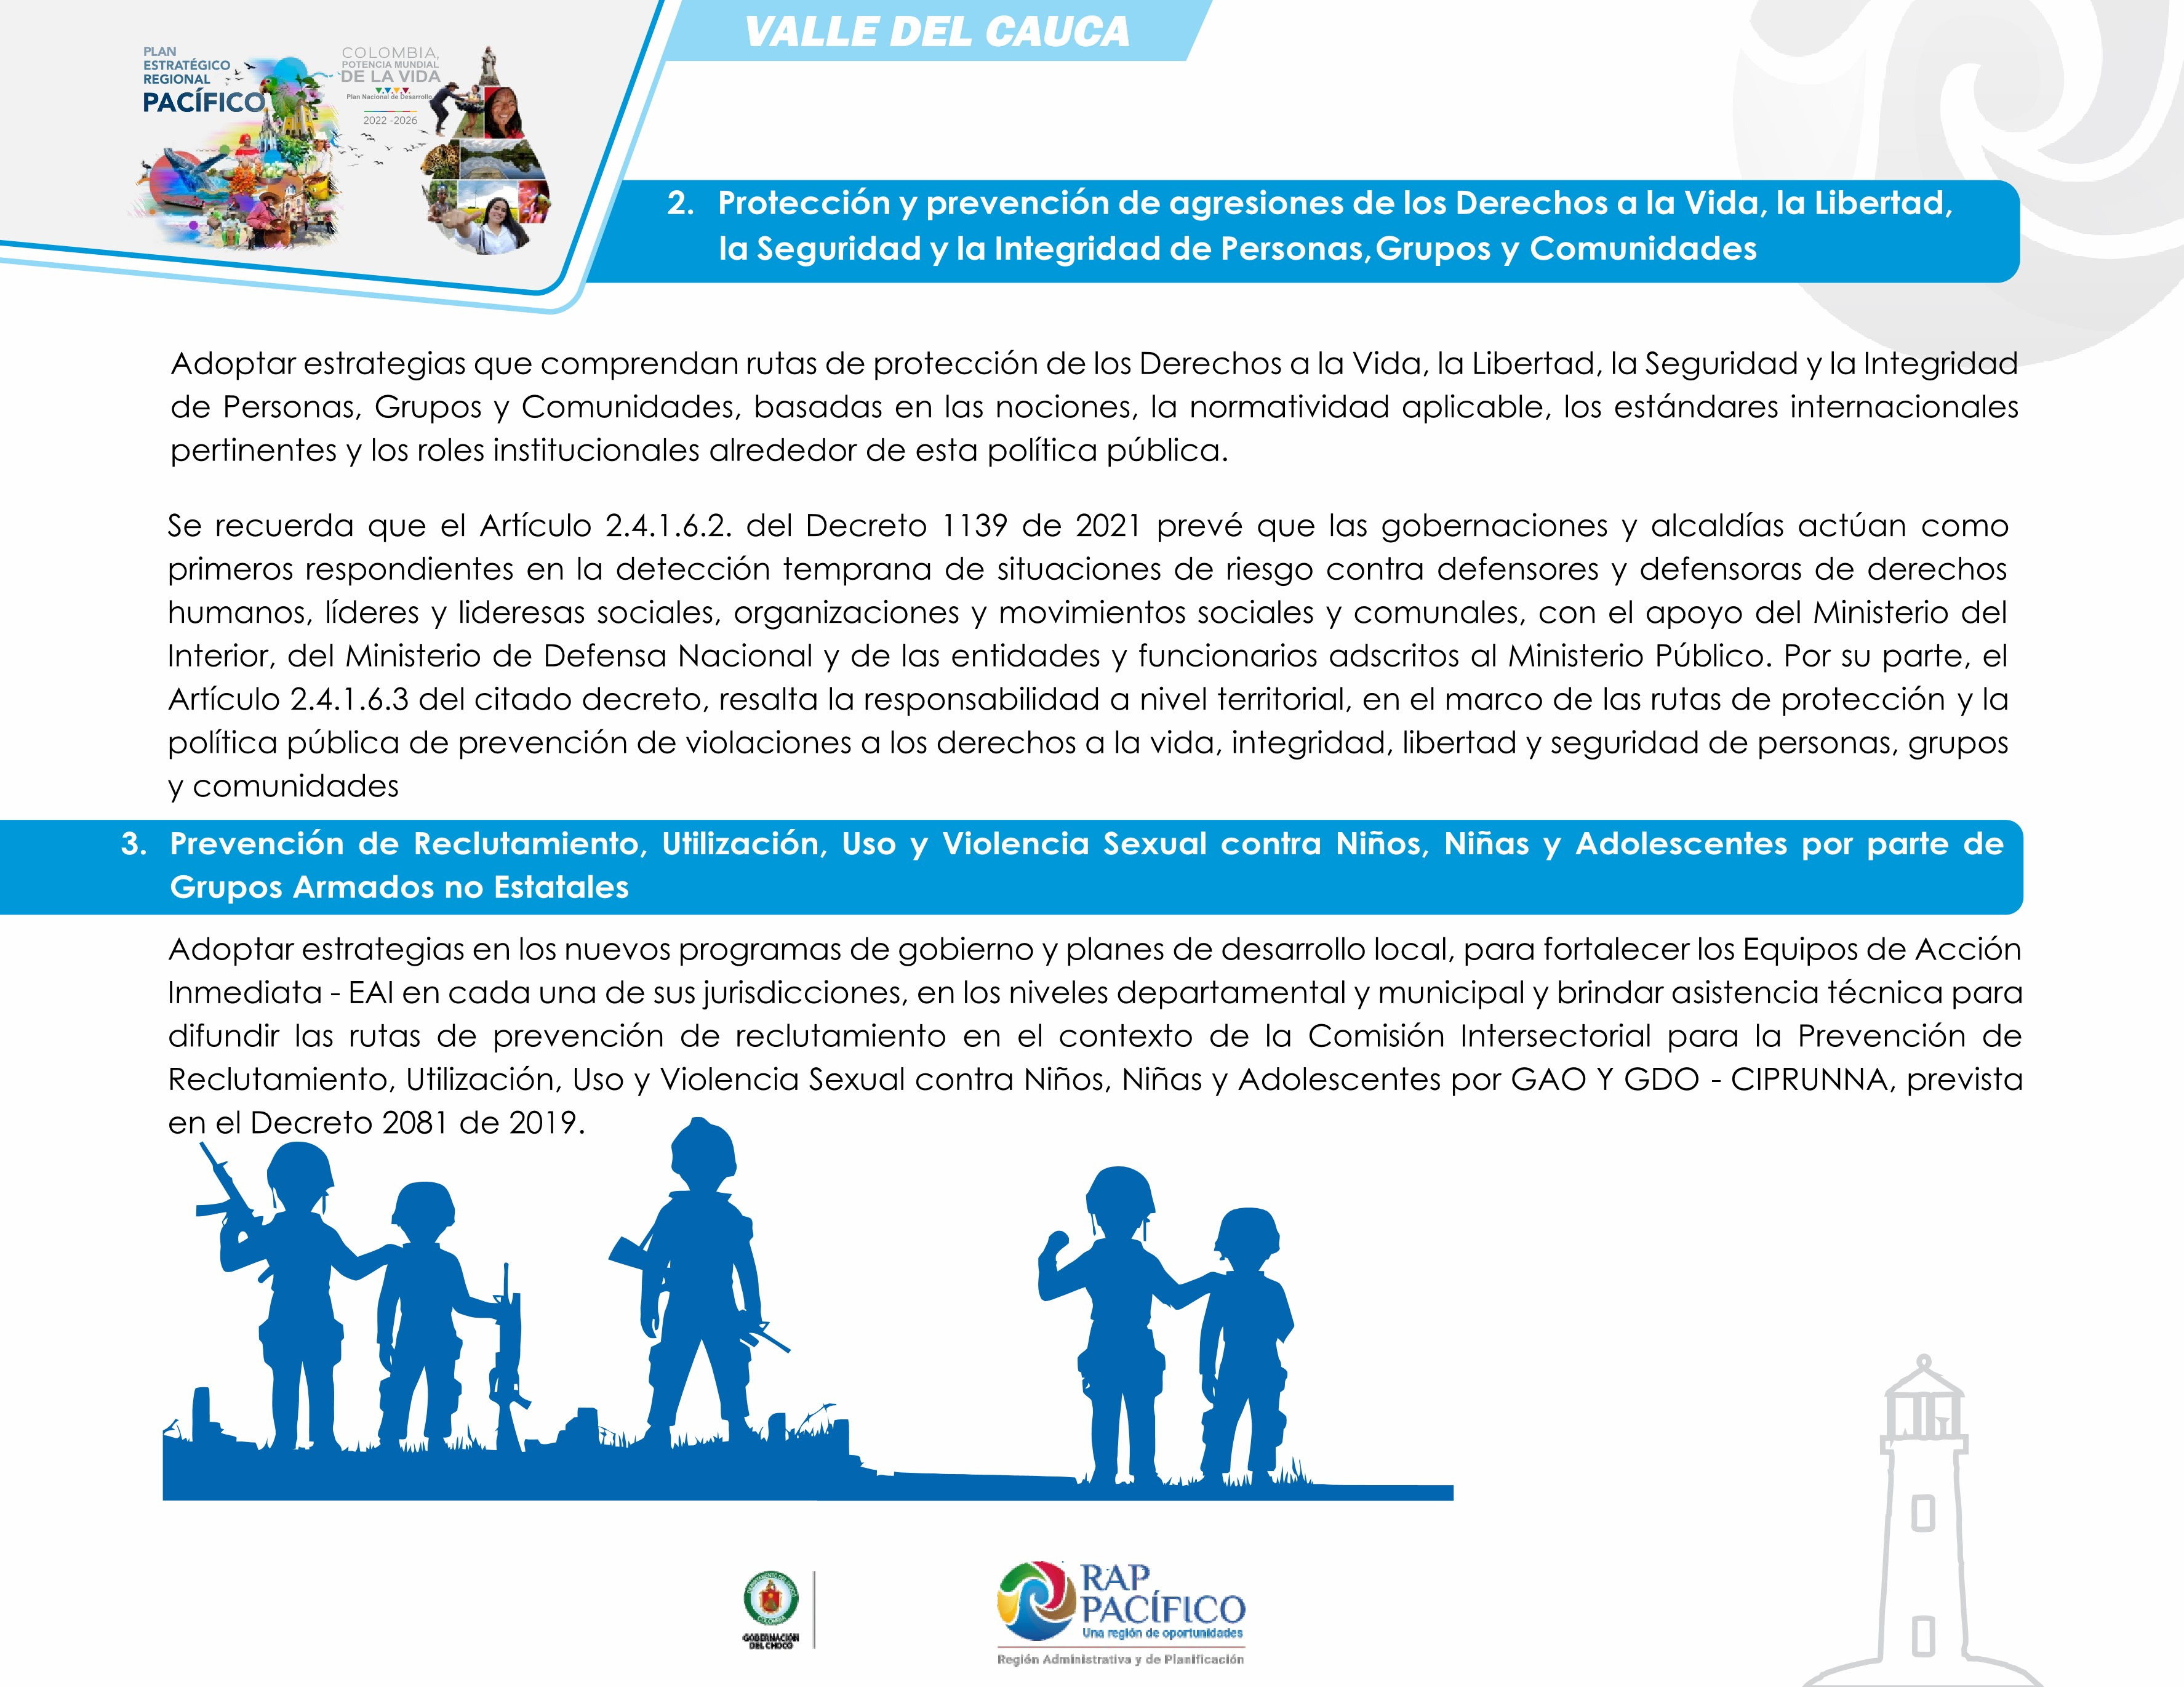 VALLE DEL CAUCA
PLAN
ESTRATÉGICO
REGIONAL
PACÍFICO
COLOMBIA,
POTENCIA MUNDIAL
DE LA VIDA
Plan Nacional de Desarrollo
2022 -2026
2. Protección y prevención de agresiones de los Derechos a la Vida, la Libertad,
la Seguridad y la Integridad de Personas, Grupos y Comunidades
Adoptar estrategias que comprendan rutas de protección de los Derechos a la Vida, la Libertad, la Seguridad y la Integridad
de Personas, Grupos y Comunidades, basadas en las nociones, la normatividad aplicable, los estándares internacionales
pertinentes y los roles institucionales alrededor de esta política pública.
Se recuerda que el Artículo 2.4.1.6.2. del Decreto 1139 de 2021 prevé que las gobernaciones y alcaldías actúan como
primeros respondientes en la detección temprana de situaciones de riesgo contra defensores y defensoras de derechos
humanos, líderes y lideresas sociales, organizaciones y movimientos sociales y comunales, con el apoyo del Ministerio del
Interior, del Ministerio de Defensa Nacional y de las entidades y funcionarios adscritos al Ministerio Público. Por su parte, el
Artículo 2.4.1.6.3 del citado decreto, resalta la responsabilidad a nivel territorial, en el marco de las rutas de protección y la
política pública de prevención de violaciones a los derechos a la vida, integridad, libertad y seguridad de personas, grupos
y comunidades
3. Prevención de Reclutamiento, Utilización, Uso y Violencia Sexual contra Niños, Niñas y Adolescentes por parte de
Grupos Armados no Estatales
Adoptar estrategias en los nuevos programas de gobierno y planes de desarrollo local, para fortalecer los Equipos de Acción
Inmediata - EAI en cada una de sus jurisdicciones, en los niveles departamental y municipal y brindar asistencia técnica para
difundir las rutas de prevención de reclutamiento en el contexto de la Comisión Intersectorial para la Prevención de
Reclutamiento, Utilización, Uso y Violencia Sexual contra Niños, Niñas y Adolescentes por GAO Y GDO - CIPRUNNA, prevista
en el Decreto 2081 de 2019.
GOBERNACIÓN
DEL CHOCÓ
RAP
PACÍFICO
Una región de oportunidades
Región Administrativa y de Planificación